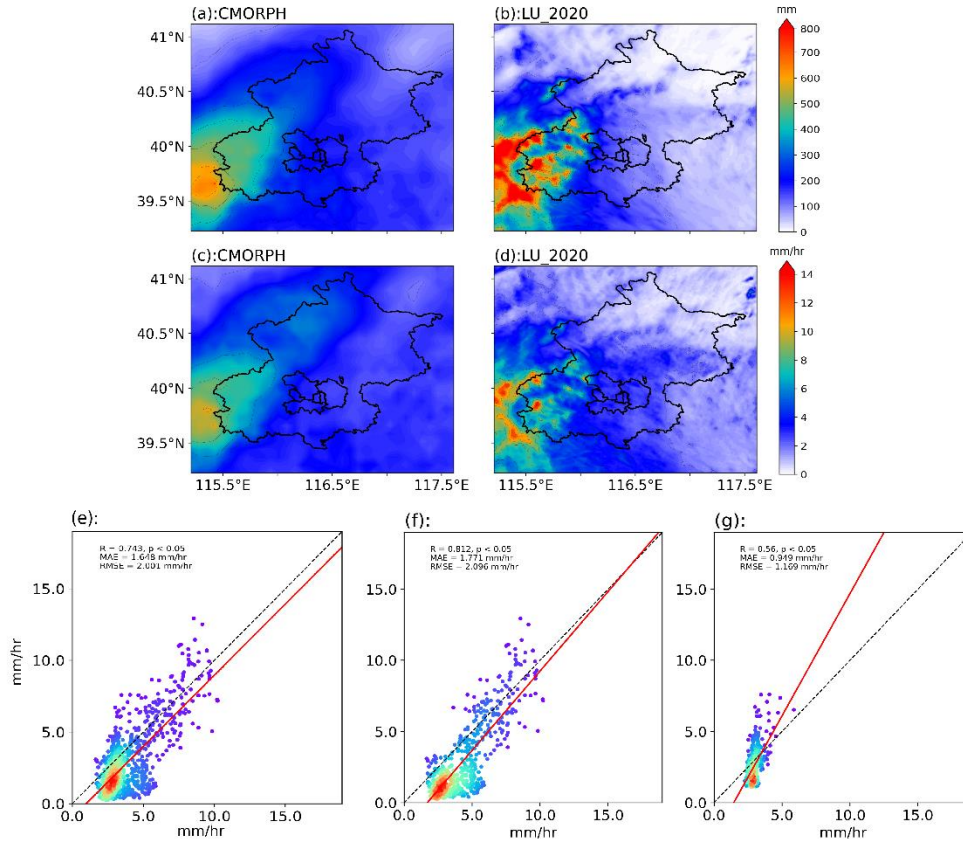 (a):CMORPH
(b):LU_2020
mm
41°N
40.5°N
40°N
39.5°N
800
700
600
500
400
300
200
100
0
(c):CMORPH
(d):LU_2020
mm/hr
41°N
40.5°N
40°N
39.5°N
14
12
10
8
6
4
2
0
115.5°E 116.5°E 117.5°E
115.5°E 116.5°E 117.5°E
(e):
R = 0.743, p < 0.05
MAE = 1.648 mm/hr
RMSE = 2.001 mm/hr
mm/hr
15.0
10.0
5.0
0.0
0.0 5.0 10.0 15.0
mm/hr
(f):
R = 0.812, p < 0.05
MAE = 1.771 mm/hr
RMSE = 2.096 mm/hr
15.0
10.0
5.0
0.0
0.0 5.0 10.0 15.0
mm/hr
(g):
R = 0.56, p < 0.05
MAE = 0.949 mm/hr
RMSE = 1.169 mm/hr
15.0
10.0
5.0
0.0
0.0 5.0 10.0 15.0
mm/hr